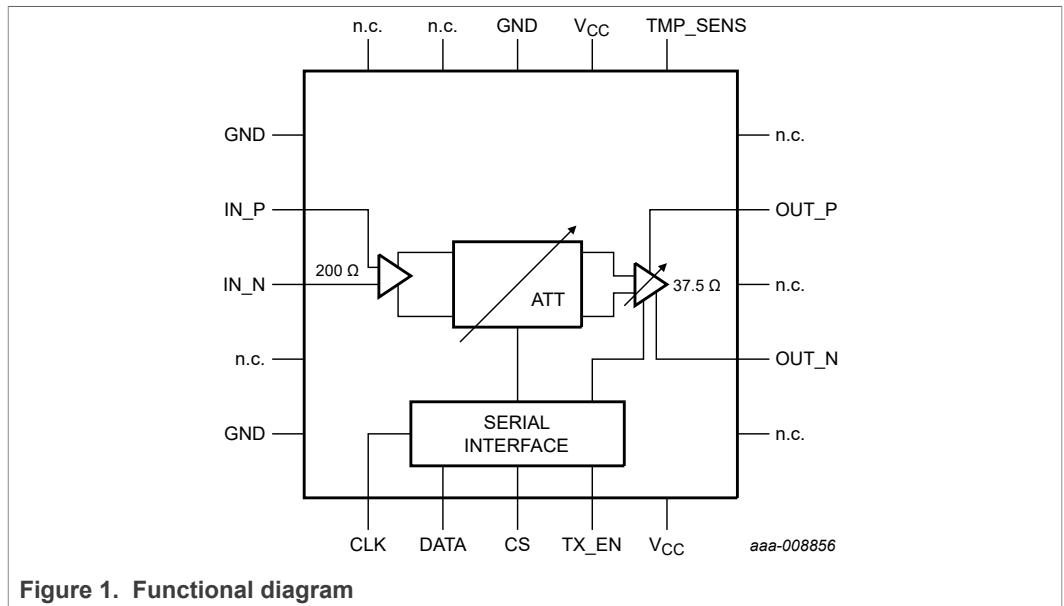 n.c. n.c. GND VCC TMP_SENS
GND n.c.
IN_P OUT_P
200 Ω
ATT
37.5 Ω
IN_N n.c.
n.c. OUT_N
SERIAL
INTERFACE
GND n.c.
CLK DATA CS TX_EN VCC aaa-008856
Figure 1. Functional diagram